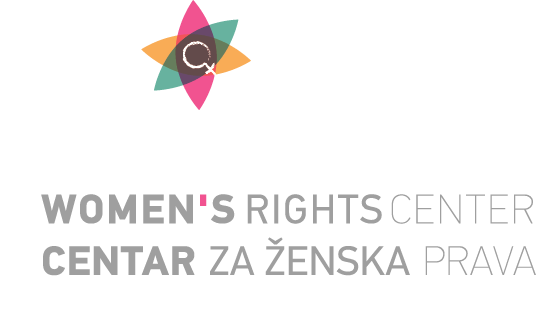 WOMEN'S RIGHTS CENTER
CENTAR ZA ŽENSKA PRAVA